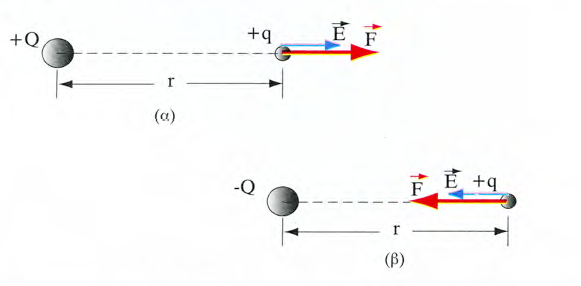 +Q +q E F
r
(α)
-Q F E +q
r
(β)